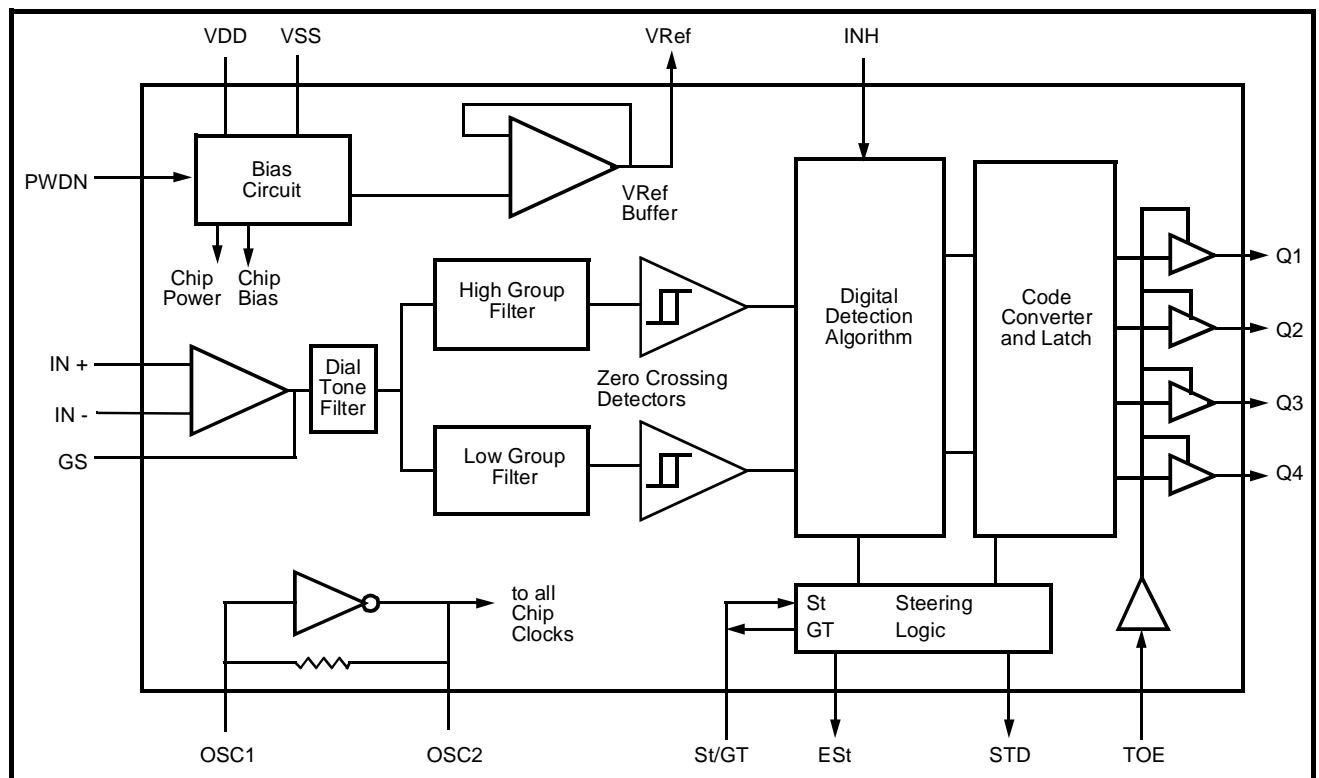 VDD
VSS
VRef
INH
PWDN
Bias
Circuit
VRef
Buffer
Chip
Power
Chip
Bias
High Group
Filter
Digital
Detection
Algorithm
Code
Converter
and Latch
Q1
Q2
Q3
Q4
IN +
IN -
GS
Dial
Tone
Filter
Zero Crossing
Detectors
Low Group
Filter
to all
Chip
Clocks
St
GT
Steering
Logic
OSC1
OSC2
St/GT
ESt
STD
TOE